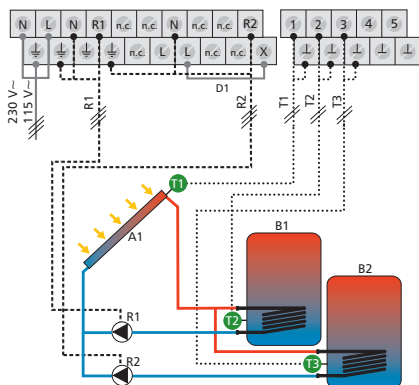 N L N R1 n.c. n.c. N n.c. n.c. R2 1 2 3 4 5
n.c. n.c. L L n.c. n.c. X
D1
230 V~
115 V~
R1 R2 T1 T2 T3
T1
A1
B1
B2
T2
R1
T3
R2